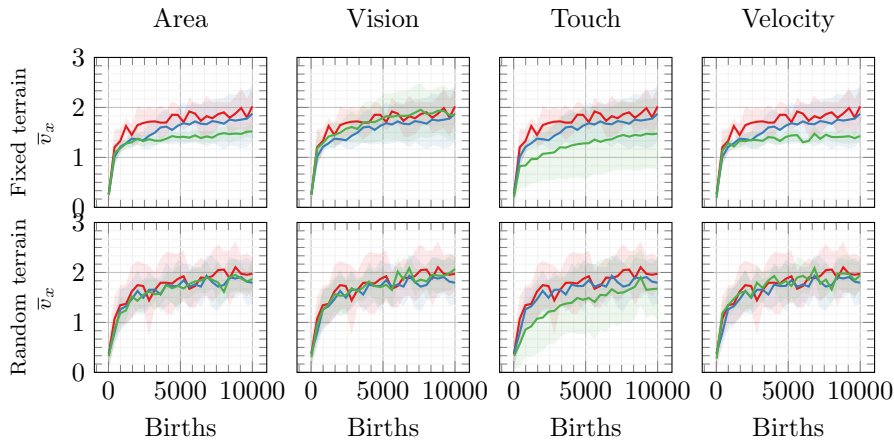 Area Vision Touch Velocity
Fixed terrain
v̅ₓ
3
2
1
0
Random terrain
v̅ₓ
3
2
1
0
0 5000 10000 0 5000 10000 0 5000 10000 0 5000 10000
Births Births Births Births